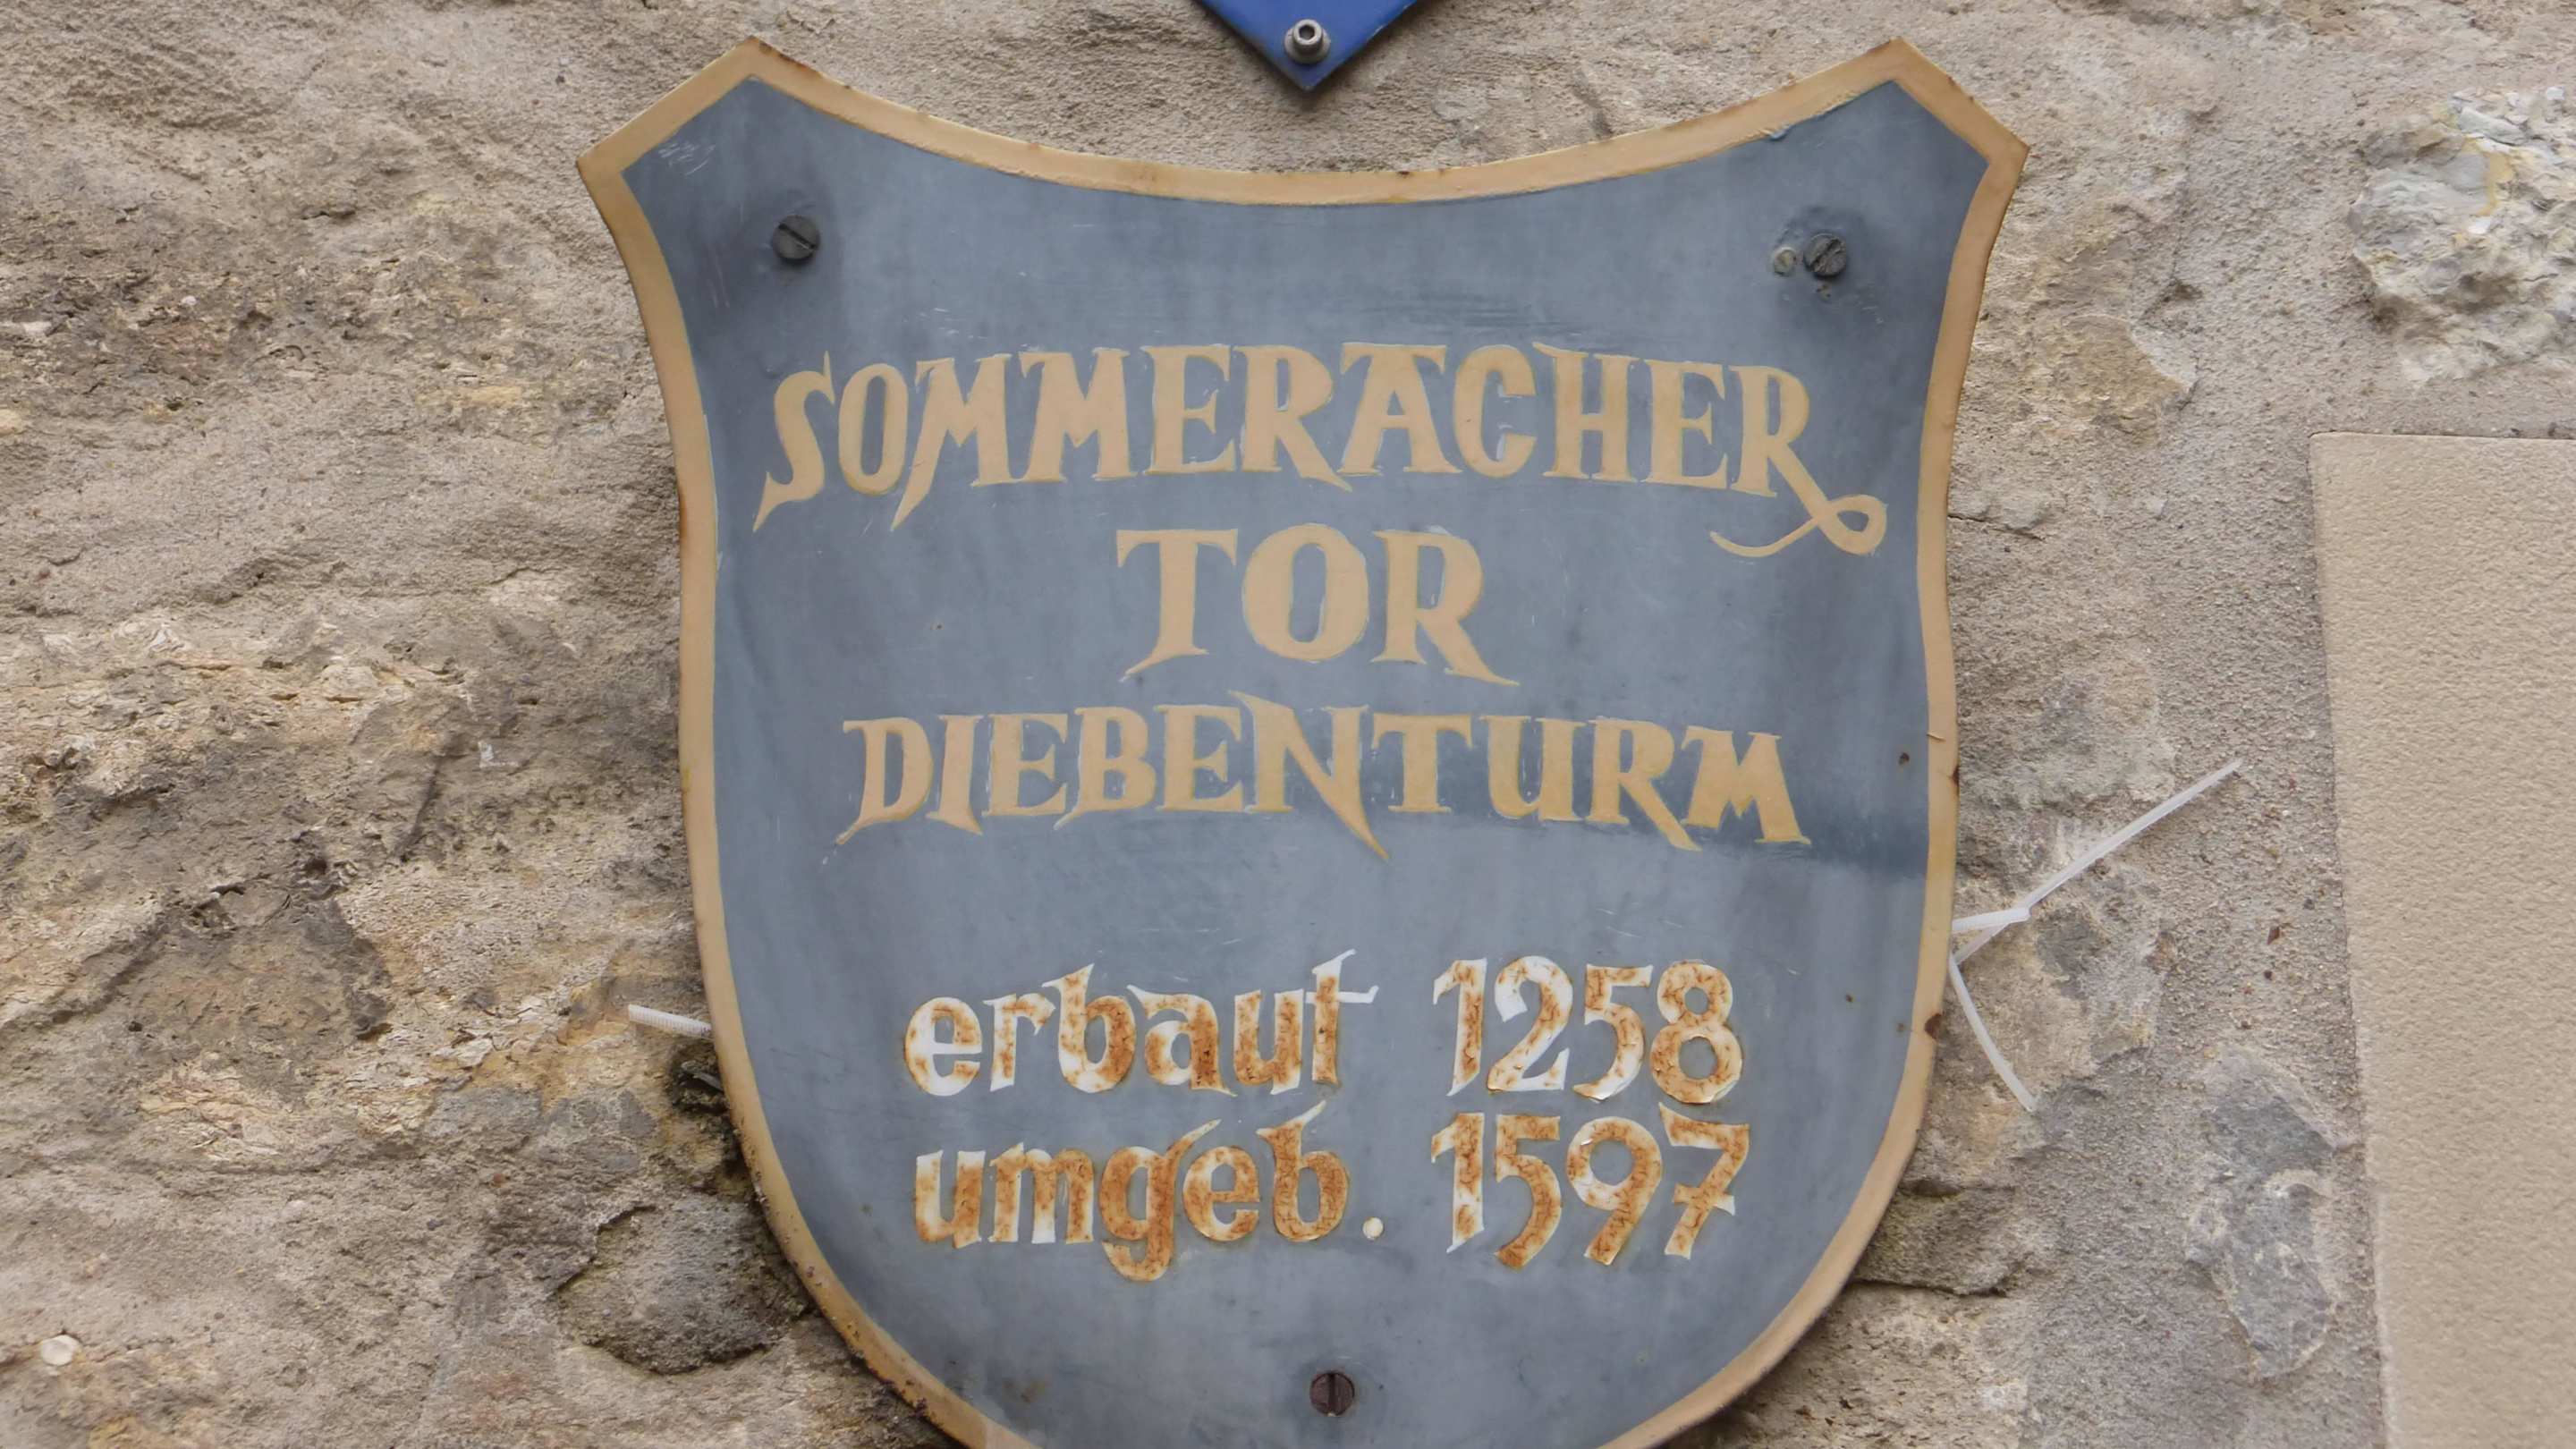 SOMMERACHER
TOR
DIEBENTURM
erbaut 1258
umgeb. 1597